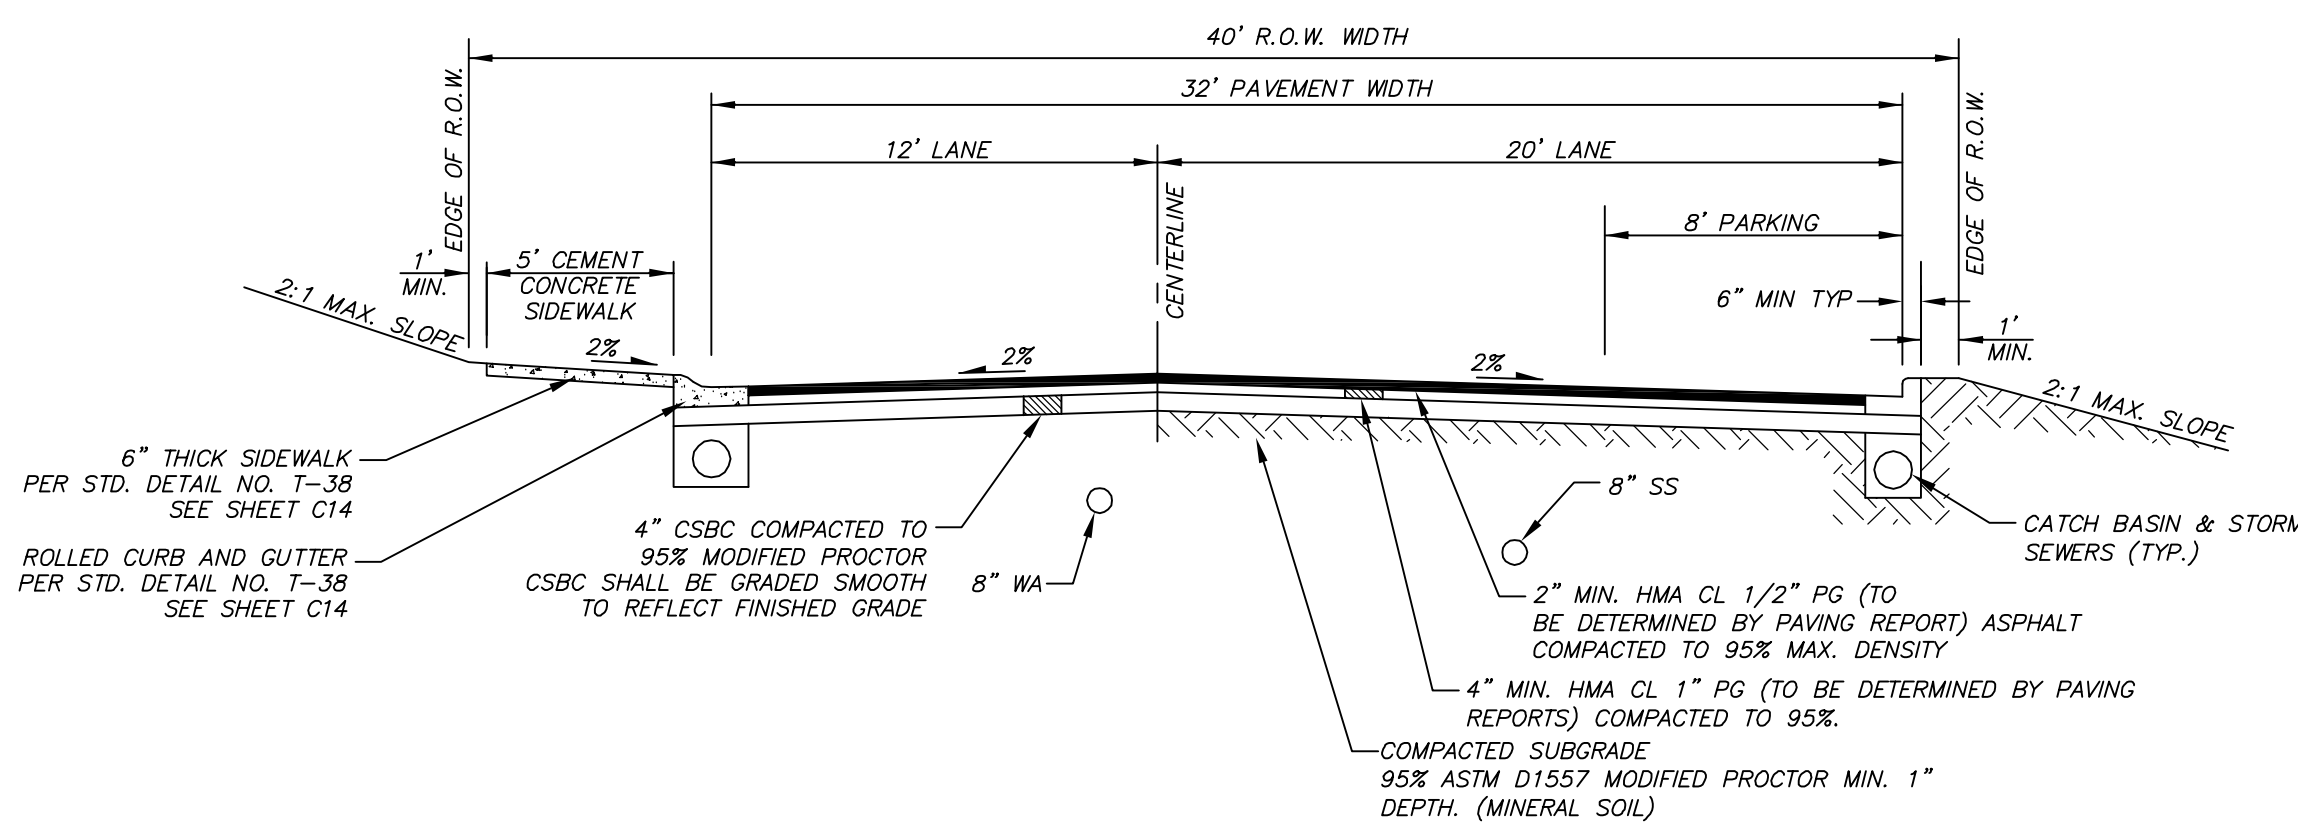 40' R.O.W. WIDTH
32' PAVEMENT WIDTH
12' LANE
20' LANE
EDGE OF R.O.W.
CENTERLINE
EDGE OF R.O.W.
8' PARKING
1'
MIN.
5' CEMENT
CONCRETE
SIDEWALK
6" MIN TYP
1'
MIN.
2:1 MAX. SLOPE
2%
2%
2%
2:1 MAX. SLOPE
6" THICK SIDEWALK
PER STD. DETAIL NO. T-38
SEE SHEET C14
ROLLED CURB AND GUTTER
PER STD. DETAIL NO. T-38
SEE SHEET C14
4" CSBC COMPACTED TO
95% MODIFIED PROCTOR
CSBC SHALL BE GRADED SMOOTH
TO REFLECT FINISHED GRADE
8" WA
8" SS
CATCH BASIN & STORM
SEWERS (TYP.)
2" MIN. HMA CL 1/2" PG (TO
BE DETERMINED BY PAVING REPORT) ASPHALT
COMPACTED TO 95% MAX. DENSITY
4" MIN. HMA CL 1" PG (TO BE DETERMINED BY PAVING
REPORTS) COMPACTED TO 95%.
COMPACTED SUBGRADE
95% ASTM D1557 MODIFIED PROCTOR MIN. 1"
DEPTH. (MINERAL SOIL)